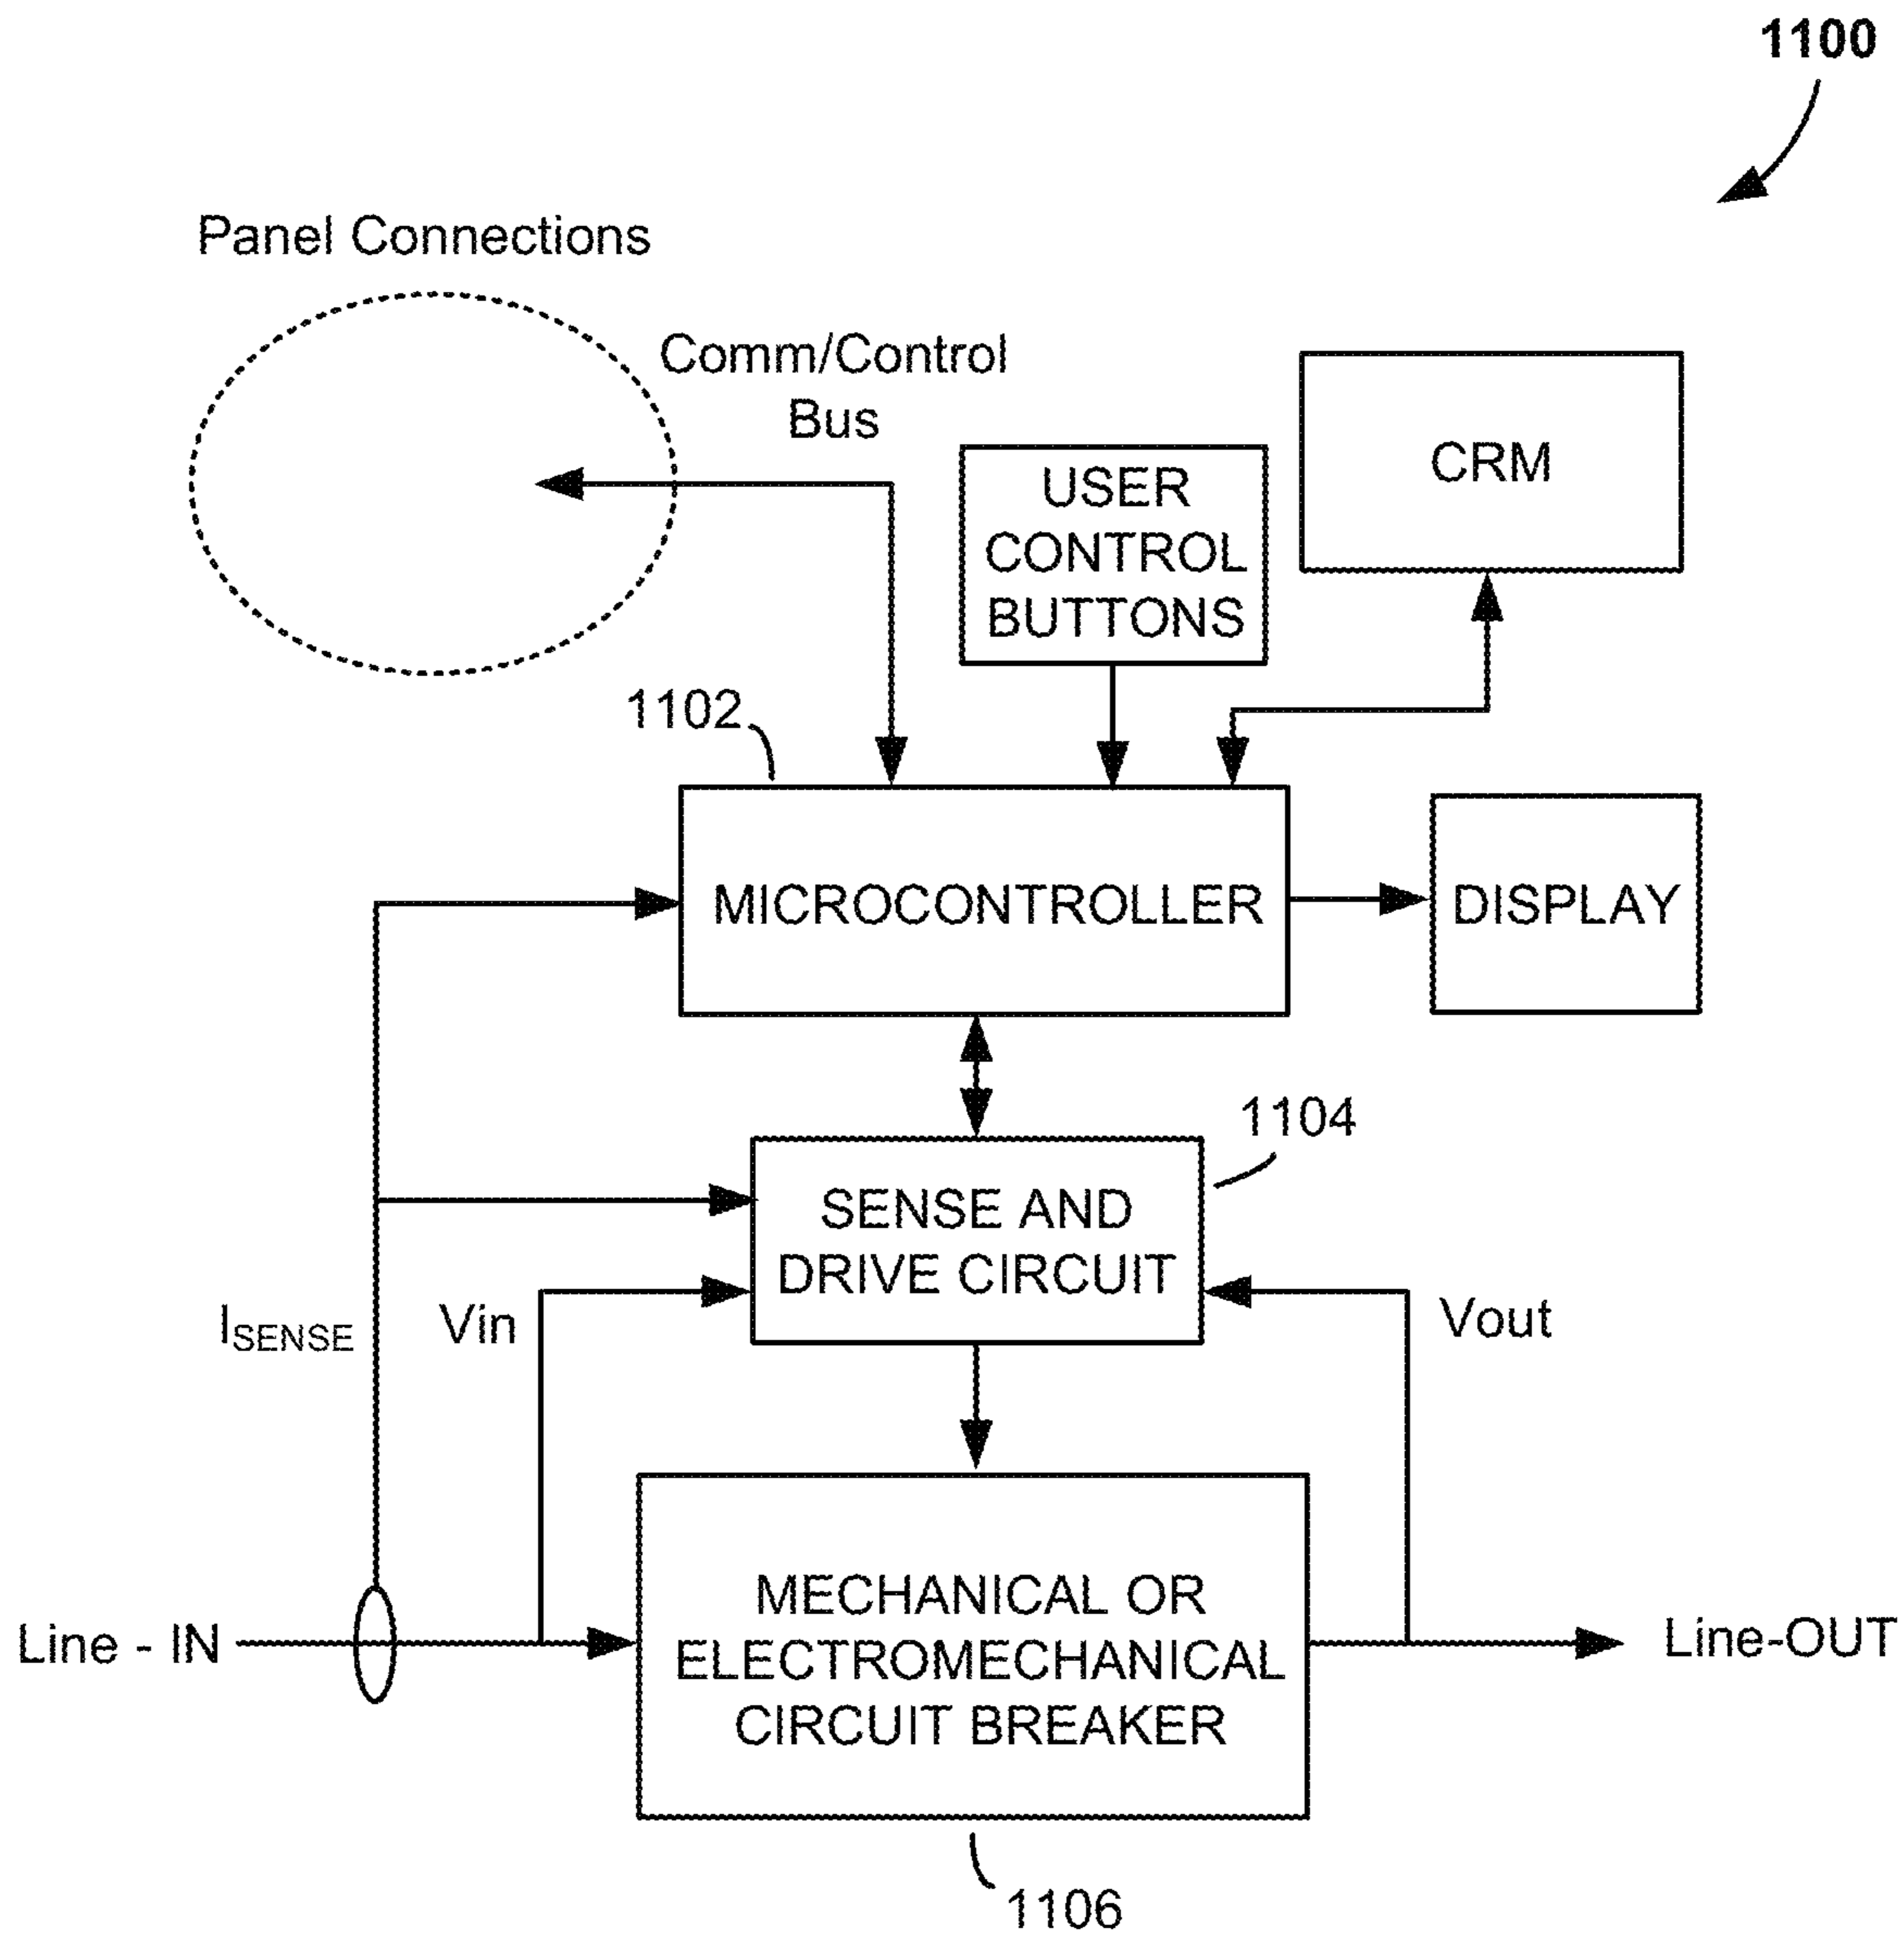 1100
Panel Connections
Comm/Control
Bus
USER
CONTROL
BUTTONS
CRM
1102
MICROCONTROLLER
DISPLAY
1104
SENSE AND
DRIVE CIRCUIT
ISENSE
Vin
Vout
MECHANICAL OR
ELECTROMECHANICAL
CIRCUIT BREAKER
Line - IN
Line-OUT
1106